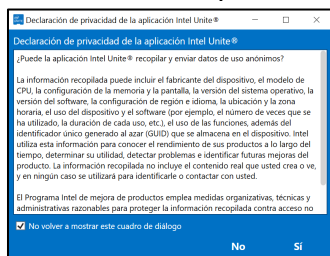 Declaración de privacidad de la aplicación Intel Unite®
Declaración de privacidad de la aplicación Intel Unite®
¿Puede la aplicación Intel Unite® recopilar y enviar datos de uso anónimos?
La información recopilada puede incluir el fabricante del dispositivo, el modelo de
CPU, la configuración de la memoria y la pantalla, la versión del sistema operativo, la
versión del software, la configuración de región e idioma, la ubicación y la zona
horaria, el uso del dispositivo y el software (por ejemplo, el número de veces que se
ha utilizado, la duración de cada uso, etc.), el uso de las funciones, además del
identificador único generado al azar (GUID) que se almacena en el dispositivo. Intel
utiliza esta información para conocer el rendimiento de sus productos a lo largo del
tiempo, determinar su utilidad, detectar problemas e identificar futuras mejoras del
producto. La información recopilada no incluye el contenido real que usted crea o ve,
y en ningún caso se utilizará para identificarle o contactar con usted.
El Programa Intel de mejora de productos emplea medidas organizativas, técnicas y
administrativas razonables para proteger la información recopilada contra acceso no
No volver a mostrar este cuadro de diálogo
No Sí